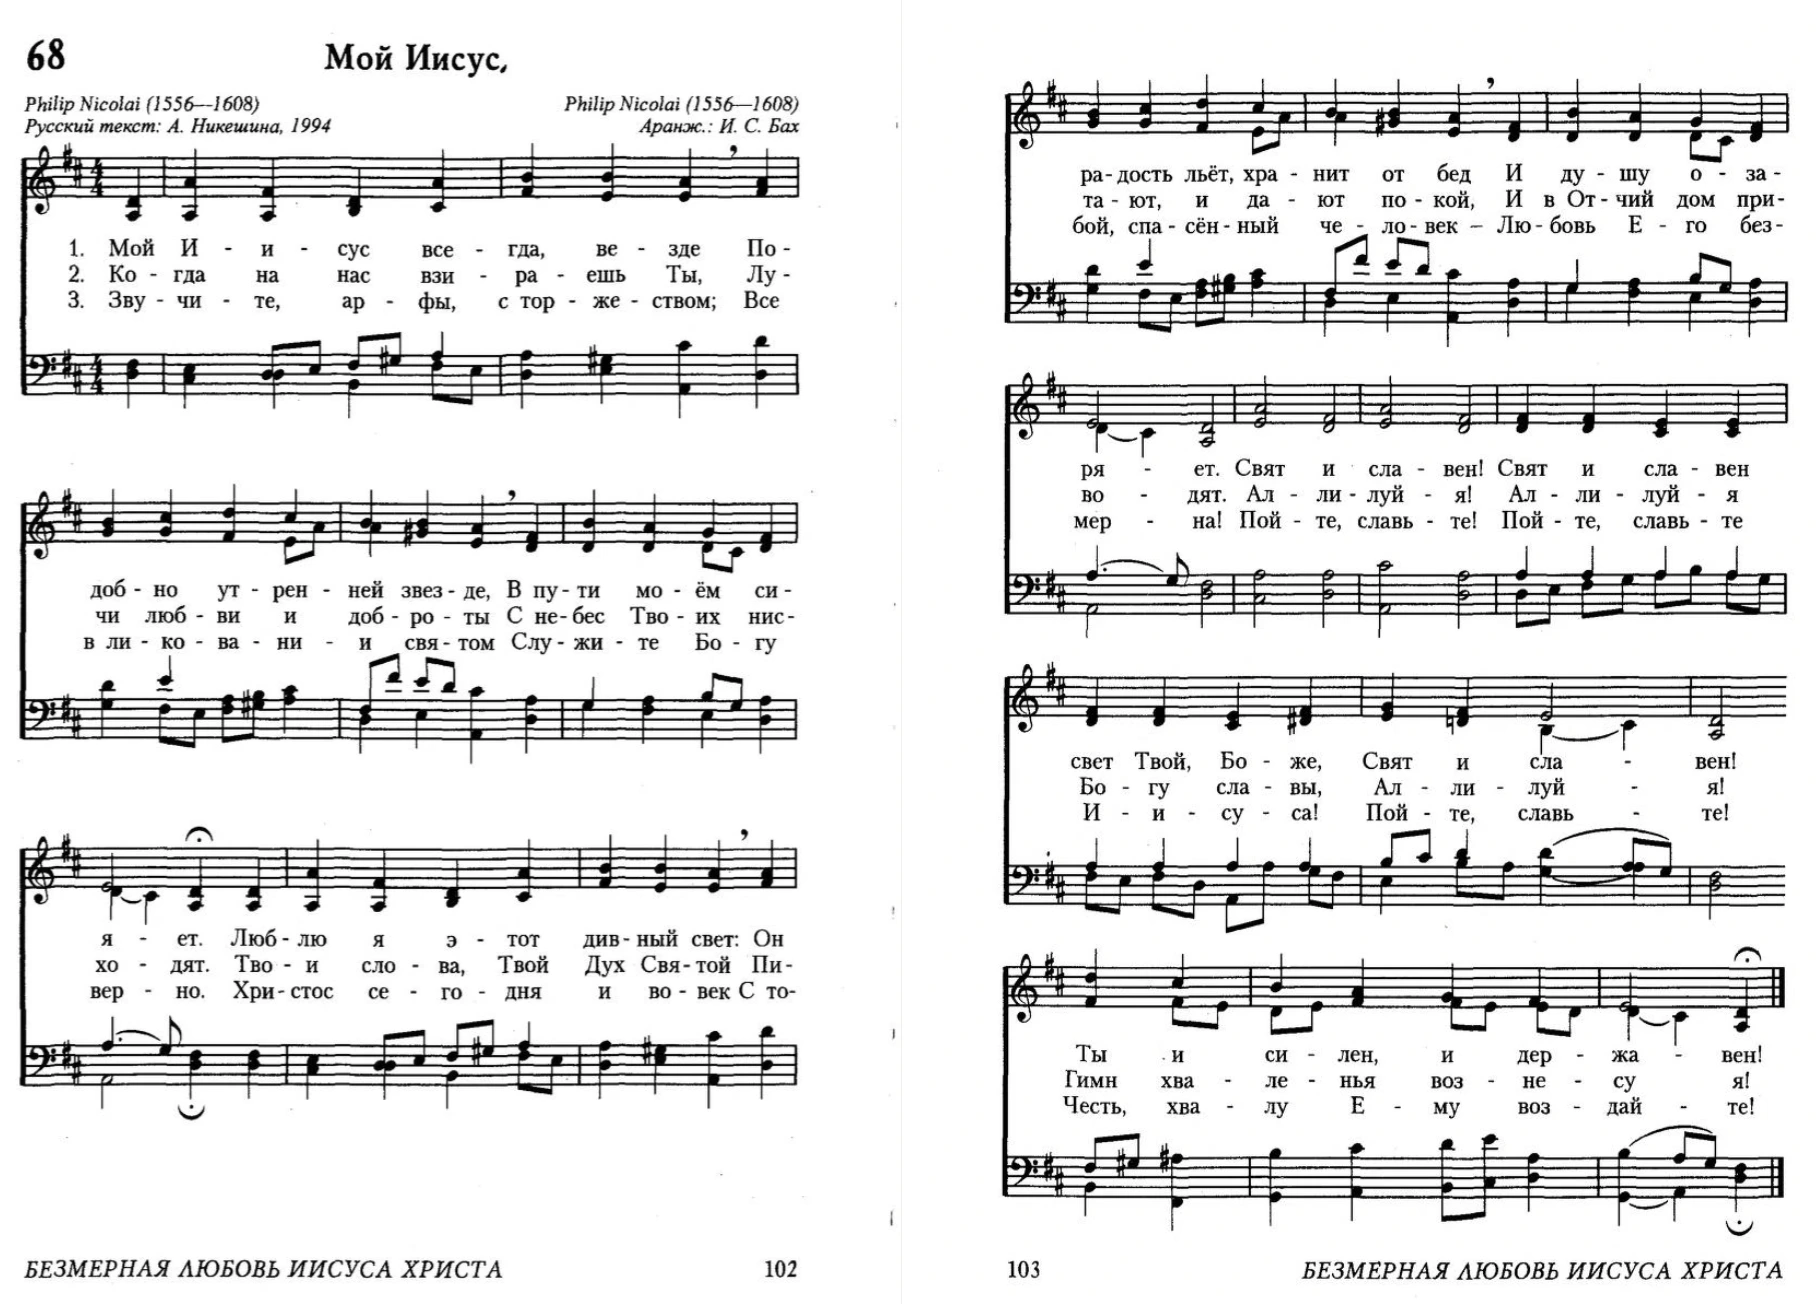 68
Мой Иисус,
Philip Nicolai (1556—1608)
Русский текст: А. Никешина, 1994
Philip Nicolai (1556—1608)
Аранж.: И. С. Бах
1. Мой И - и - сус все - гда, ве - зде По -
2. Ко - гда на нас взи - ра - ешь Ты, Лу -
3. Зву - чи - те, ар - фы, с тор - же - ством; Все
доб - но ут - рен - ней звез - де, В пу - ти мо - ём си -
чи люб - ви и доб - ро - ты С не - бес Тво - их нис -
в ли - ко - ва - ни - и свя - том Слу - жи - те Бо - гу
я - ет. Люб - лю я э - тот див - ный свет: Он
хо - дят. Тво - и сло - ва, Твой Дух Свя - той Пи -
вер - но. Хри - стос се - го - дня и во - век С то -
БЕЗМЕРНАЯ ЛЮБОВЬ ИИСУСА ХРИСТА
102
ра - дость льёт, хра - нит от бед И ду - шу о - за -
та - ют, и да - ют по - кой, И в От - чий дом при -
бой, спа - сён - ный че - ло - век – Лю - бовь Е - го без -
ря - ет. Свят и сла - вен! Свят и сла - вен
во - дят. Ал - ли - луй - я! Ал - ли - луй - я
мер - на! Пой - те, славь - те! Пой - те, славь - те
свет Твой, Бо - же, Свят и сла - вен!
Бо - гу сла - вы, Ал - ли - луй - я!
И - и - су - са! Пой - те, славь - те!
Ты и си - лен, и дер - жа - вен!
Гимн хва - ле - нья воз - не - су я!
Честь, хва - лу Е - му воз - дай - те!
103
БЕЗМЕРНАЯ ЛЮБОВЬ ИИСУСА ХРИСТА